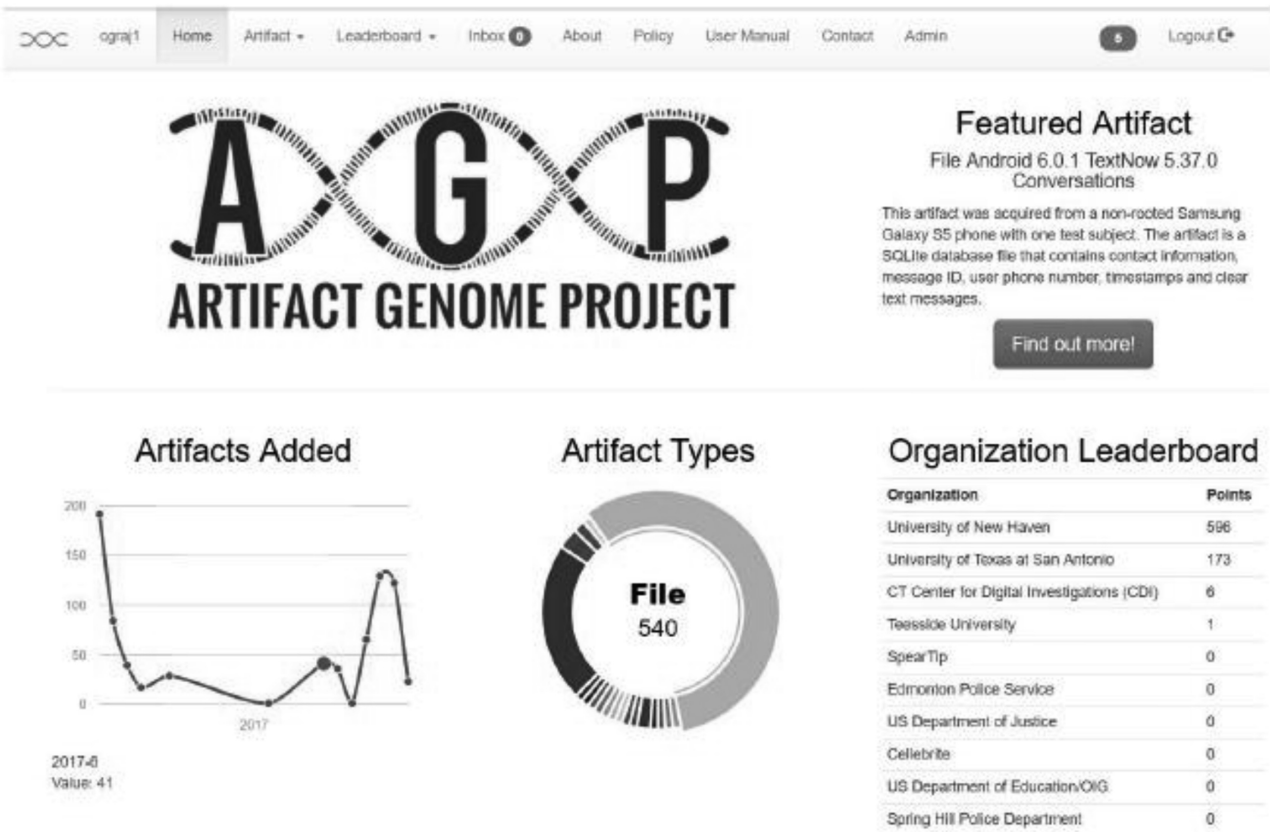 ograj1 Home Artifact Leaderboard Inbox 0 About Policy User Manual Contact Admin 5 Logout
AGP
ARTIFACT GENOME PROJECT
Featured Artifact
File Android 6.0.1 TextNow 5.37.0
Conversations
This artifact was acquired from a non-rooted Samsung
Galaxy S5 phone with one test subject. The artifact is a
SQLite database file that contains contact information,
message ID, user phone number, timestamps and clear
text messages.
Find out more!
Artifacts Added
200
150
100
50
0
2017
2017-6
Value: 41
Artifact Types
File
540
Organization Leaderboard
Organization Points
University of New Haven 596
University of Texas at San Antonio 173
CT Center for Digital Investigations (CDI) 6
Teesside University 1
SpearTip 0
Edmonton Police Service 0
US Department of Justice 0
Cellebrite 0
US Department of Education/OIG 0
Spring Hill Police Department 0